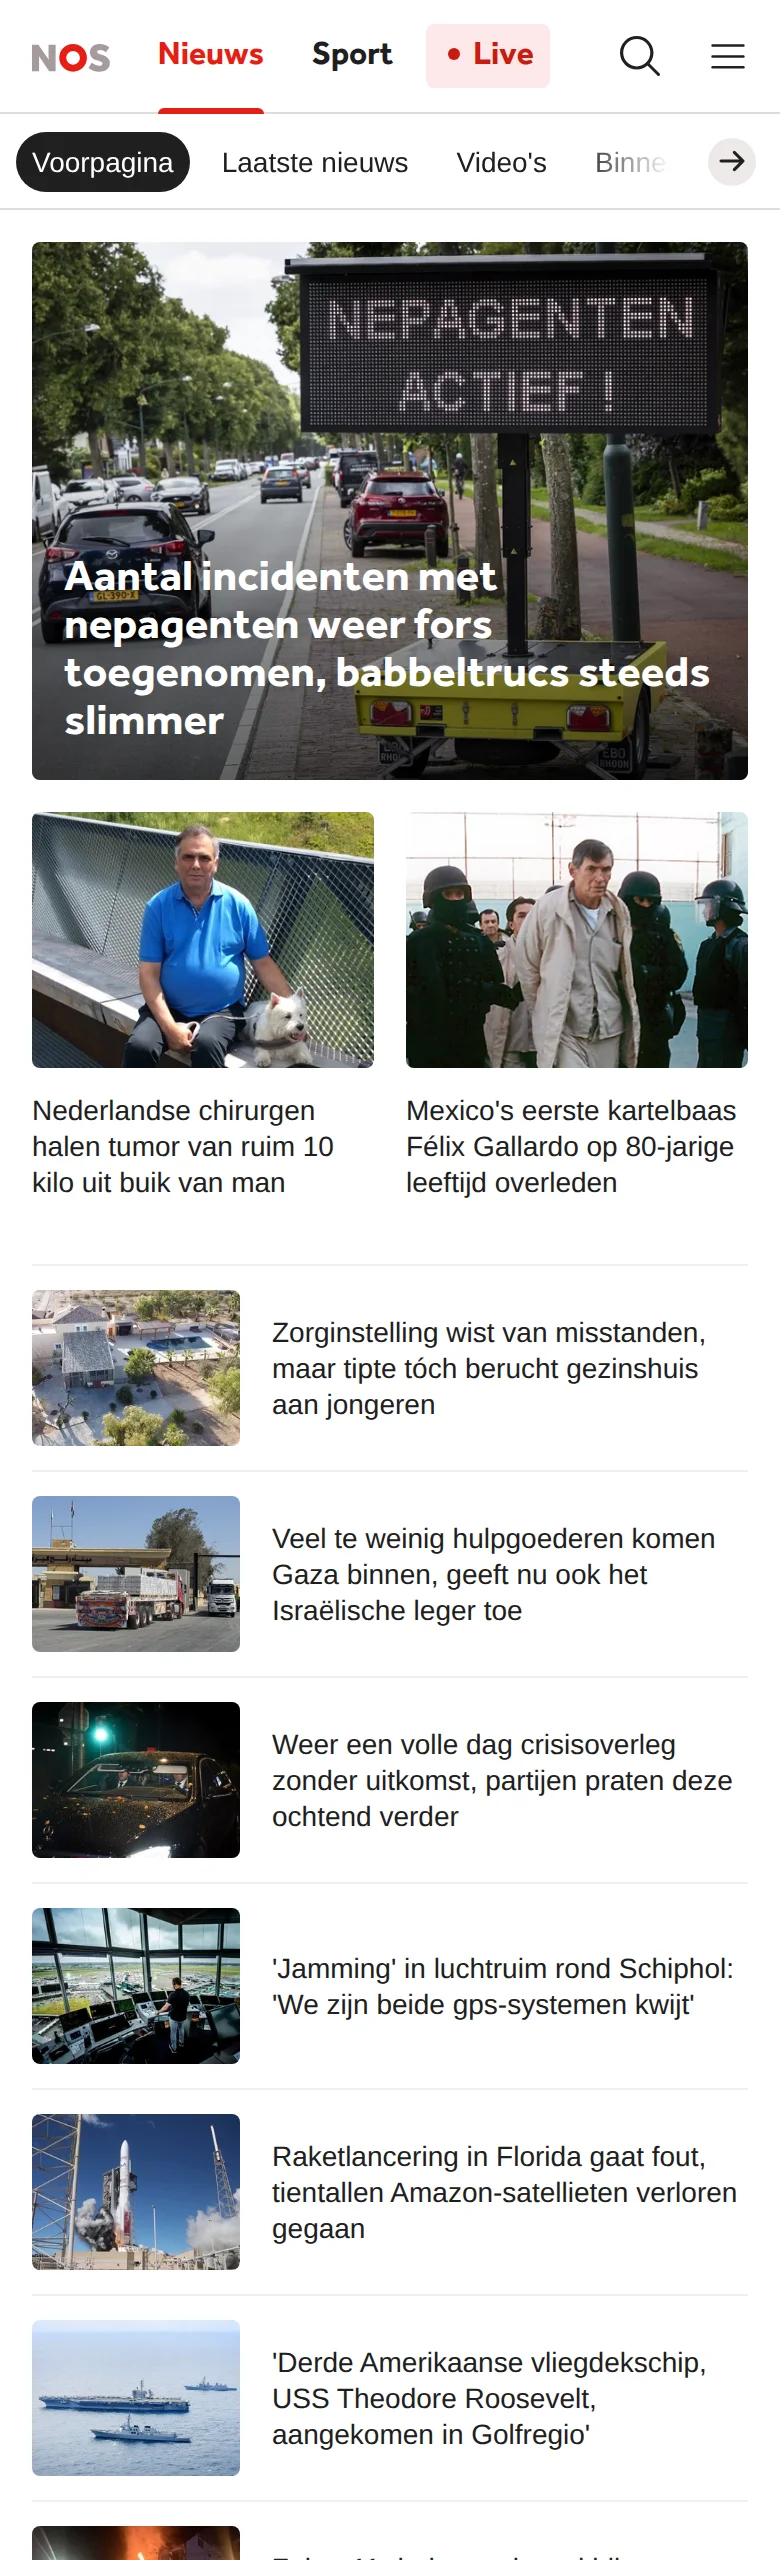 NOS
Nieuws
Sport
Live
Voorpagina
Laatste nieuws
Video's
Binne
NEPAGENTEN
ACTIEF !
GL-390-X
Aantal incidenten met
nepagenten weer fors
toegenomen, babbeltrucs steeds
slimmer
EBO
RHOON
Nederlandse chirurgen
halen tumor van ruim 10
kilo uit buik van man
Mexico's eerste kartelbaas
Félix Gallardo op 80-jarige
leeftijd overleden
Zorginstelling wist van misstanden,
maar tipte tóch berucht gezinshuis
aan jongeren
Veel te weinig hulpgoederen komen
Gaza binnen, geeft nu ook het
Israëlische leger toe
Weer een volle dag crisisoverleg
zonder uitkomst, partijen praten deze
ochtend verder
'Jamming' in luchtruim rond Schiphol:
'We zijn beide gps-systemen kwijt'
Raketlancering in Florida gaat fout,
tientallen Amazon-satellieten verloren
gegaan
'Derde Amerikaanse vliegdekschip,
USS Theodore Roosevelt,
aangekomen in Golfregio'